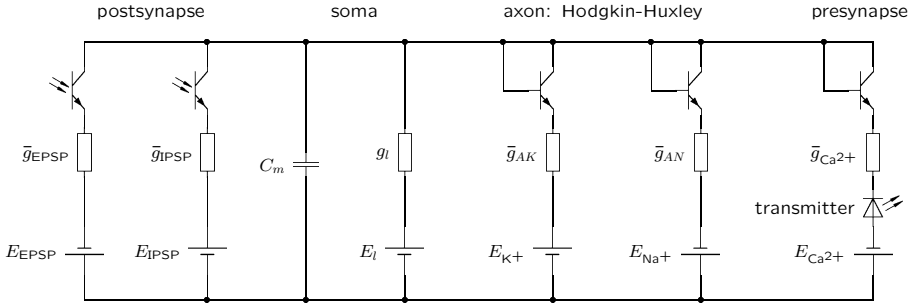 postsynapse soma axon: Hodgkin-Huxley presynapse
ḡEPSP ḡIPSP Cm gl ḡAK ḡAN ḡCa2+
transmitter
EEPSP EIPSP El EK+ ENa+ ECa2+